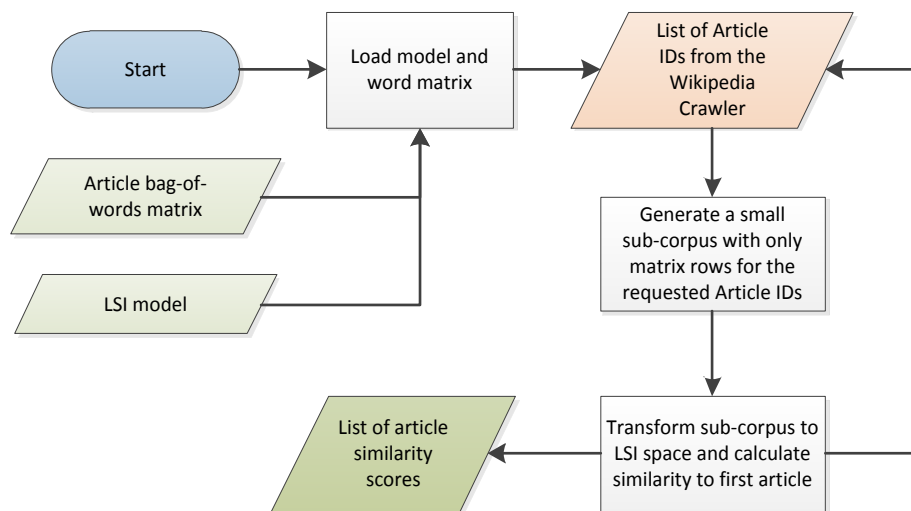 Start
Load model and
word matrix
List of Article
IDs from the
Wikipedia
Crawler
Article bag-of-
words matrix
LSI model
Generate a small
sub-corpus with only
matrix rows for the
requested Article IDs
List of article
similarity
scores
Transform sub-corpus to
LSI space and calculate
similarity to first article